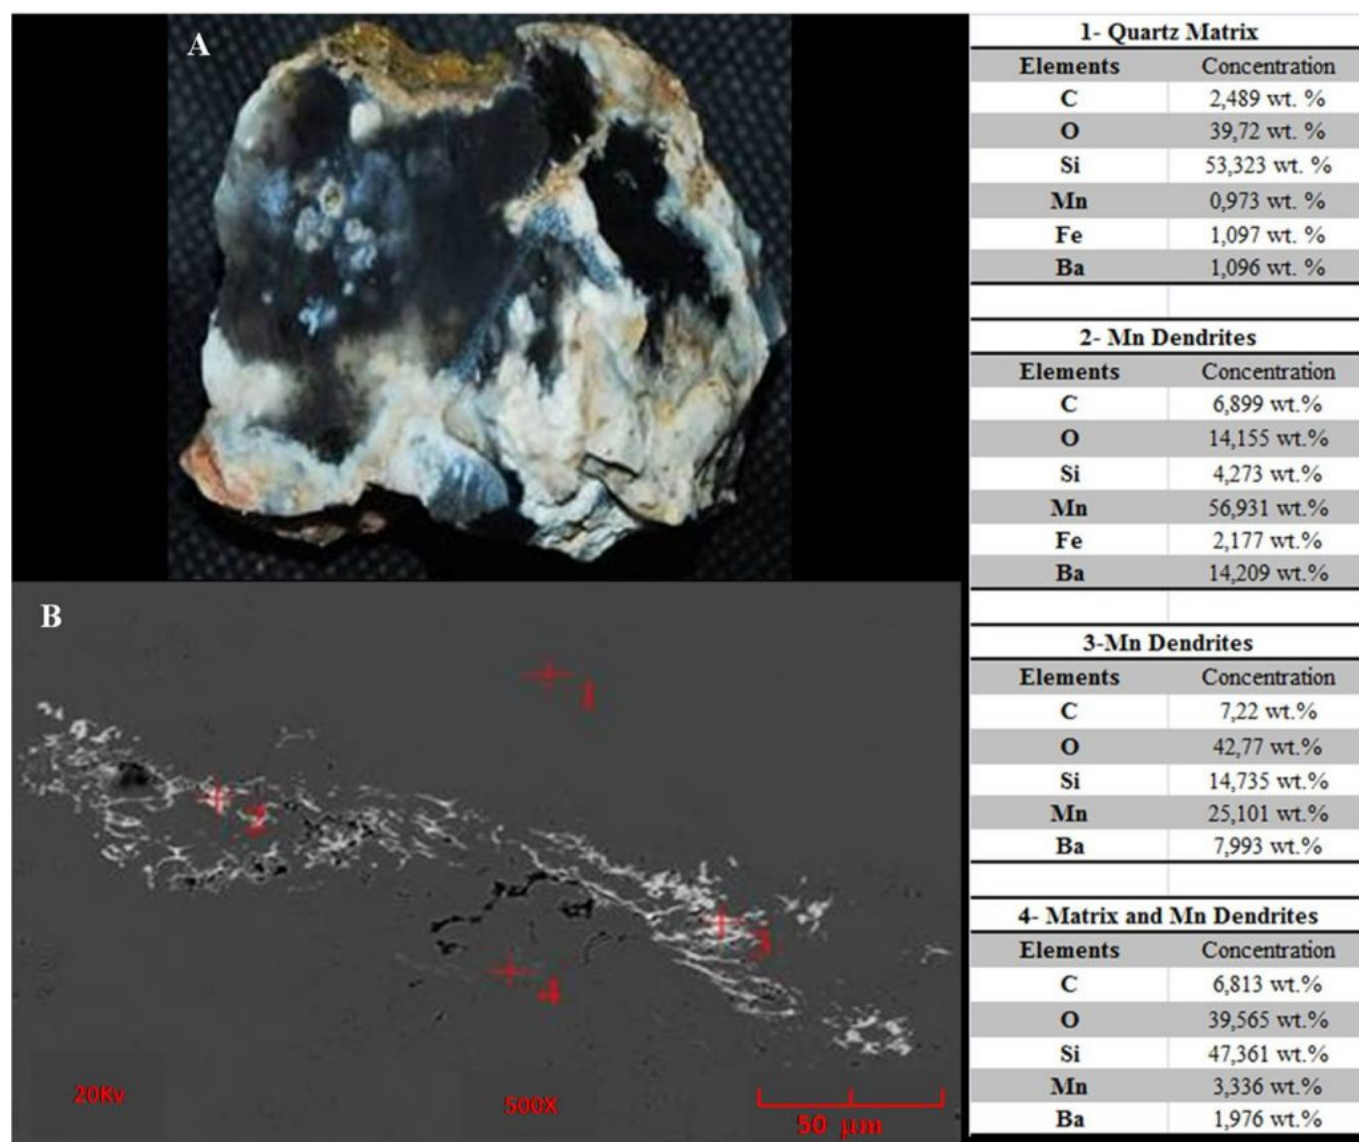 A
B
1
2
3
4
20Kv
500X
50 μm
1- Quartz Matrix
Elements Concentration
C 2,489 wt. %
O 39,72 wt. %
Si 53,323 wt. %
Mn 0,973 wt. %
Fe 1,097 wt. %
Ba 1,096 wt. %
2- Mn Dendrites
Elements Concentration
C 6,899 wt.%
O 14,155 wt.%
Si 4,273 wt.%
Mn 56,931 wt.%
Fe 2,177 wt.%
Ba 14,209 wt.%
3-Mn Dendrites
Elements Concentration
C 7,22 wt.%
O 42,77 wt.%
Si 14,735 wt.%
Mn 25,101 wt.%
Ba 7,993 wt.%
4- Matrix and Mn Dendrites
Elements Concentration
C 6,813 wt.%
O 39,565 wt.%
Si 47,361 wt.%
Mn 3,336 wt.%
Ba 1,976 wt.%